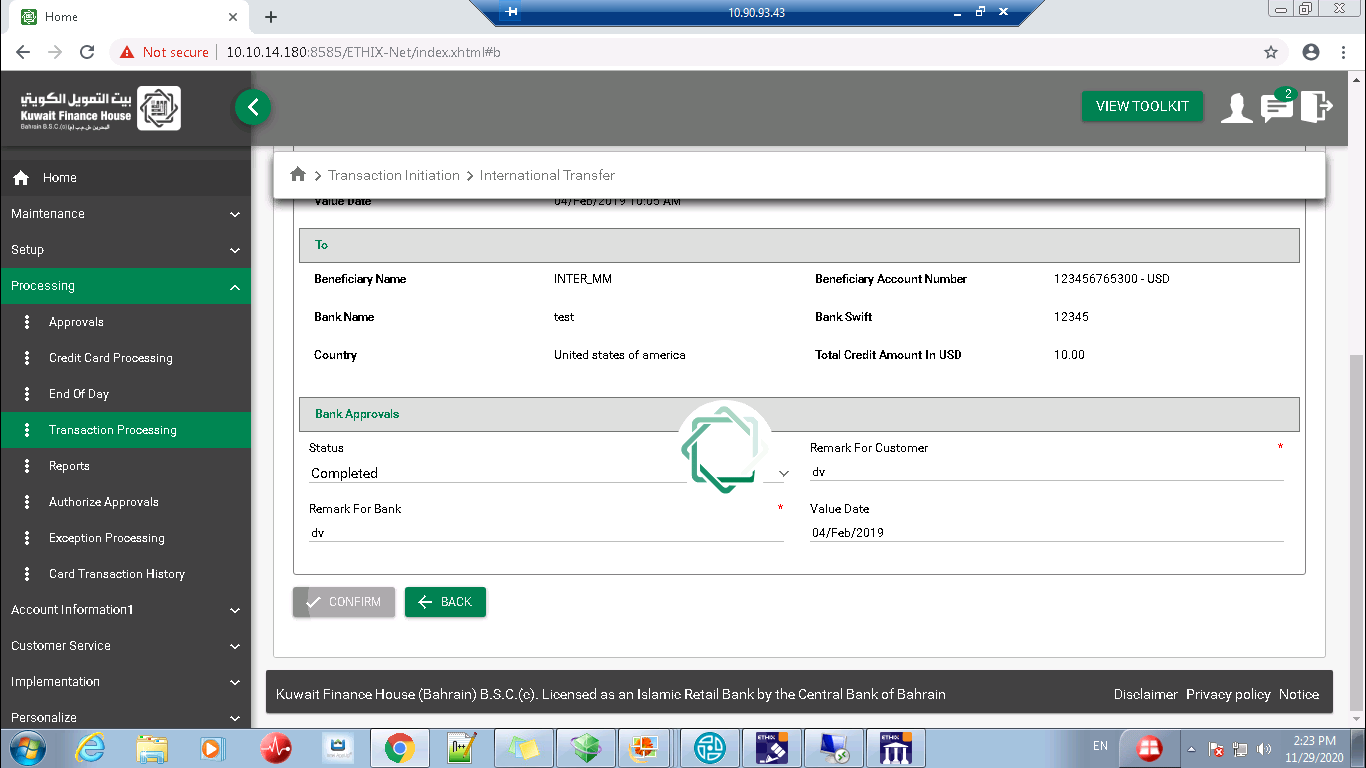 Home
10.90.93.43
Not secure
10.10.14.180:8585/ETHIX-Net/index.xhtml#b
بيت التمويل الكويتي
Kuwait Finance House
Bahrain B.S.C.(c) البحرين ش.م.ب (م)
VIEW TOOLKIT
2
Home
Maintenance
Setup
Processing
Approvals
Credit Card Processing
End Of Day
Transaction Processing
Reports
Authorize Approvals
Exception Processing
Card Transaction History
Account Information1
Customer Service
Implementation
Personalize
Transaction Initiation > International Transfer
Value Date 04/Feb/2019 10:05 AM
To
Beneficiary Name INTER_MM Beneficiary Account Number 123456765300 - USD
Bank Name test Bank Swift 12345
Country United states of america Total Credit Amount In USD 10.00
Bank Approvals
Status Remark For Customer *
Completed dv
Remark For Bank * Value Date
dv 04/Feb/2019
CONFIRM BACK
Kuwait Finance House (Bahrain) B.S.C.(c). Licensed as an Islamic Retail Bank by the Central Bank of Bahrain Disclaimer Privacy policy Notice
ETHIX ETHIX
EN
2:23 PM
11/29/2020